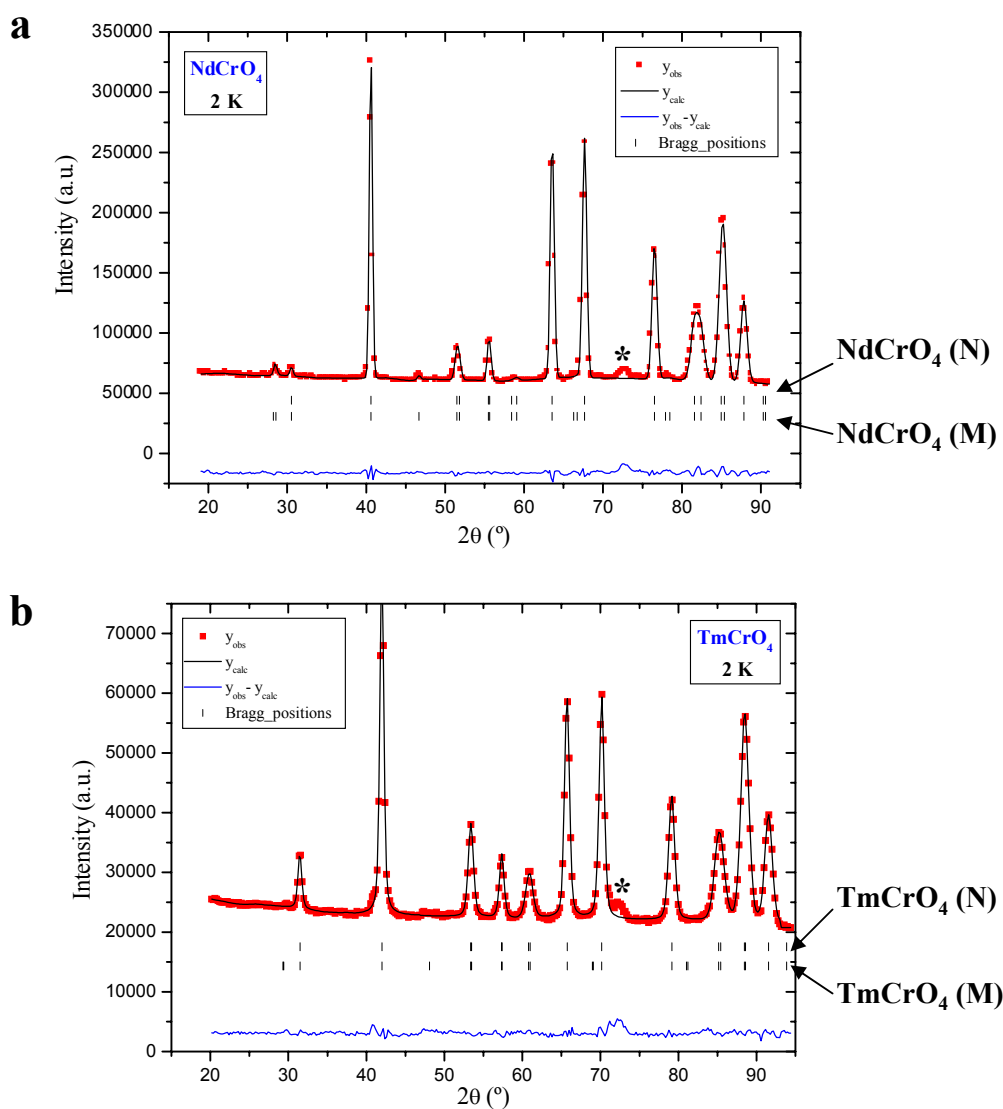 a
350000
300000
250000
200000
150000
100000
50000
0
Intensity (a.u.)
NdCrO4
2 K
yobs
ycalc
yobs-ycalc
Bragg_positions
*
20 30 40 50 60 70 80 90
2θ (º)
NdCrO4 (N)
NdCrO4 (M)
b
70000
60000
50000
40000
30000
20000
10000
0
Intensity (a.u.)
yobs
ycalc
yobs- ycalc
Bragg_positions
TmCrO4
2 K
*
20 30 40 50 60 70 80 90
2θ (º)
TmCrO4 (N)
TmCrO4 (M)